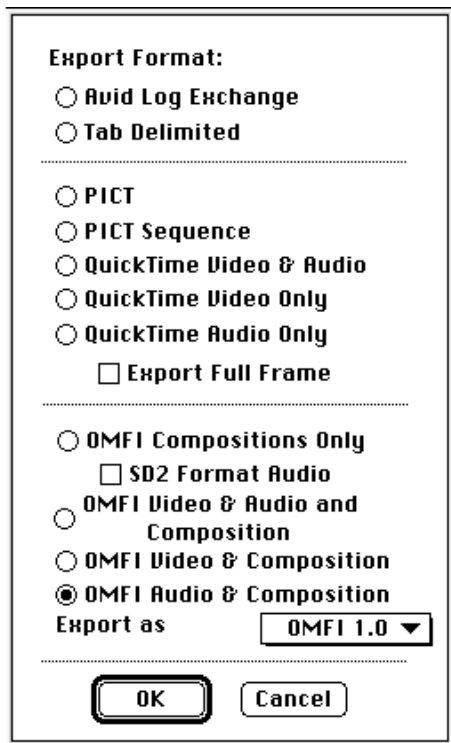 Export Format:
Avid Log Exchange
Tab Delimited
PICT
PICT Sequence
QuickTime Video & Audio
QuickTime Video Only
QuickTime Audio Only
Export Full Frame
OMFI Compositions Only
SD2 Format Audio
OMFI Video & Audio and
Composition
OMFI Video & Composition
OMFI Audio & Composition
Export as OMFI 1.0
OK Cancel